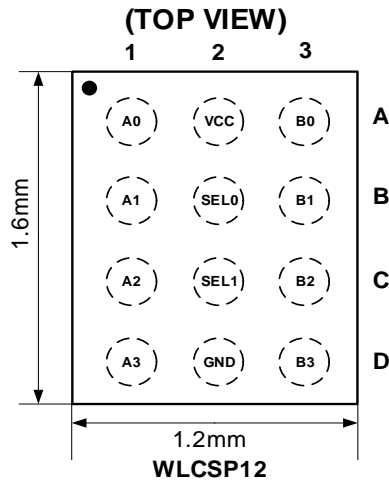 (TOP VIEW)
1 2 3
A0 VCC B0 A
A1 SEL0 B1 B
1.6mm
A2 SEL1 B2 C
A3 GND B3 D
1.2mm
WLCSP12